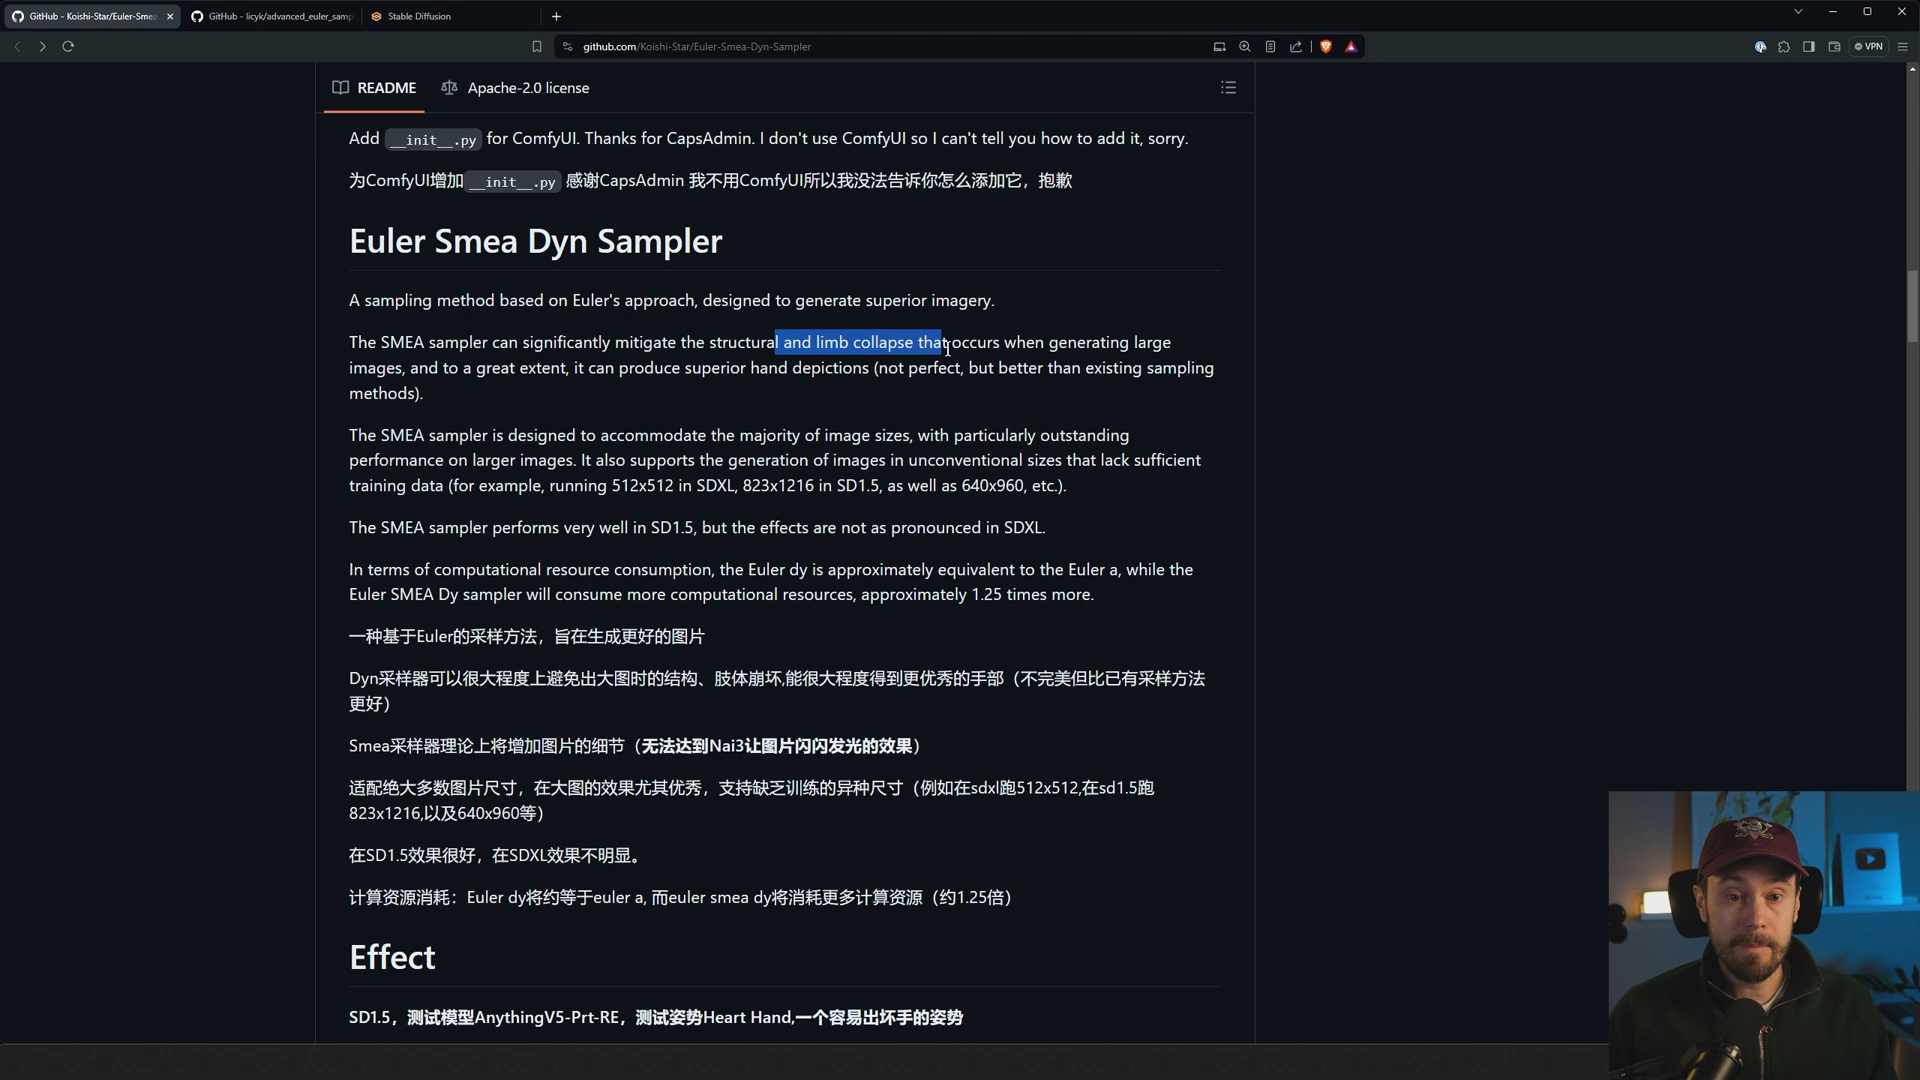 GitHub - Koishi-Star/Euler-Smea
GitHub - licyk/advanced_euler_samp
Stable Diffusion
github.com/Koishi-Star/Euler-Smea-Dyn-Sampler
VPN
README
Apache-2.0 license
Add __init__.py for ComfyUI. Thanks for CapsAdmin. I don't use ComfyUI so I can't tell you how to add it, sorry.
为ComfyUI增加 __init__.py 感谢CapsAdmin 我不用ComfyUI所以我没法告诉你怎么添加它，抱歉
Euler Smea Dyn Sampler
A sampling method based on Euler's approach, designed to generate superior imagery.
The SMEA sampler can significantly mitigate the structural and limb collapse that occurs when generating large
images, and to a great extent, it can produce superior hand depictions (not perfect, but better than existing sampling
methods).
The SMEA sampler is designed to accommodate the majority of image sizes, with particularly outstanding
performance on larger images. It also supports the generation of images in unconventional sizes that lack sufficient
training data (for example, running 512x512 in SDXL, 823x1216 in SD1.5, as well as 640x960, etc.).
The SMEA sampler performs very well in SD1.5, but the effects are not as pronounced in SDXL.
In terms of computational resource consumption, the Euler dy is approximately equivalent to the Euler a, while the
Euler SMEA Dy sampler will consume more computational resources, approximately 1.25 times more.
一种基于Euler的采样方法，旨在生成更好的图片
Dyn采样器可以很大程度上避免出大图时的结构、肢体崩坏,能很大程度得到更优秀的手部（不完美但比已有采样方法
更好）
Smea采样器理论上将增加图片的细节（无法达到Nai3让图片闪闪发光的效果）
适配绝大多数图片尺寸，在大图的效果尤其优秀，支持缺乏训练的异种尺寸（例如在sdxl跑512x512,在sd1.5跑
823x1216,以及640x960等）
在SD1.5效果很好，在SDXL效果不明显。
计算资源消耗：Euler dy将约等于euler a, 而euler smea dy将消耗更多计算资源（约1.25倍）
Effect
SD1.5，测试模型AnythingV5-Prt-RE，测试姿势Heart Hand,一个容易出坏手的姿势